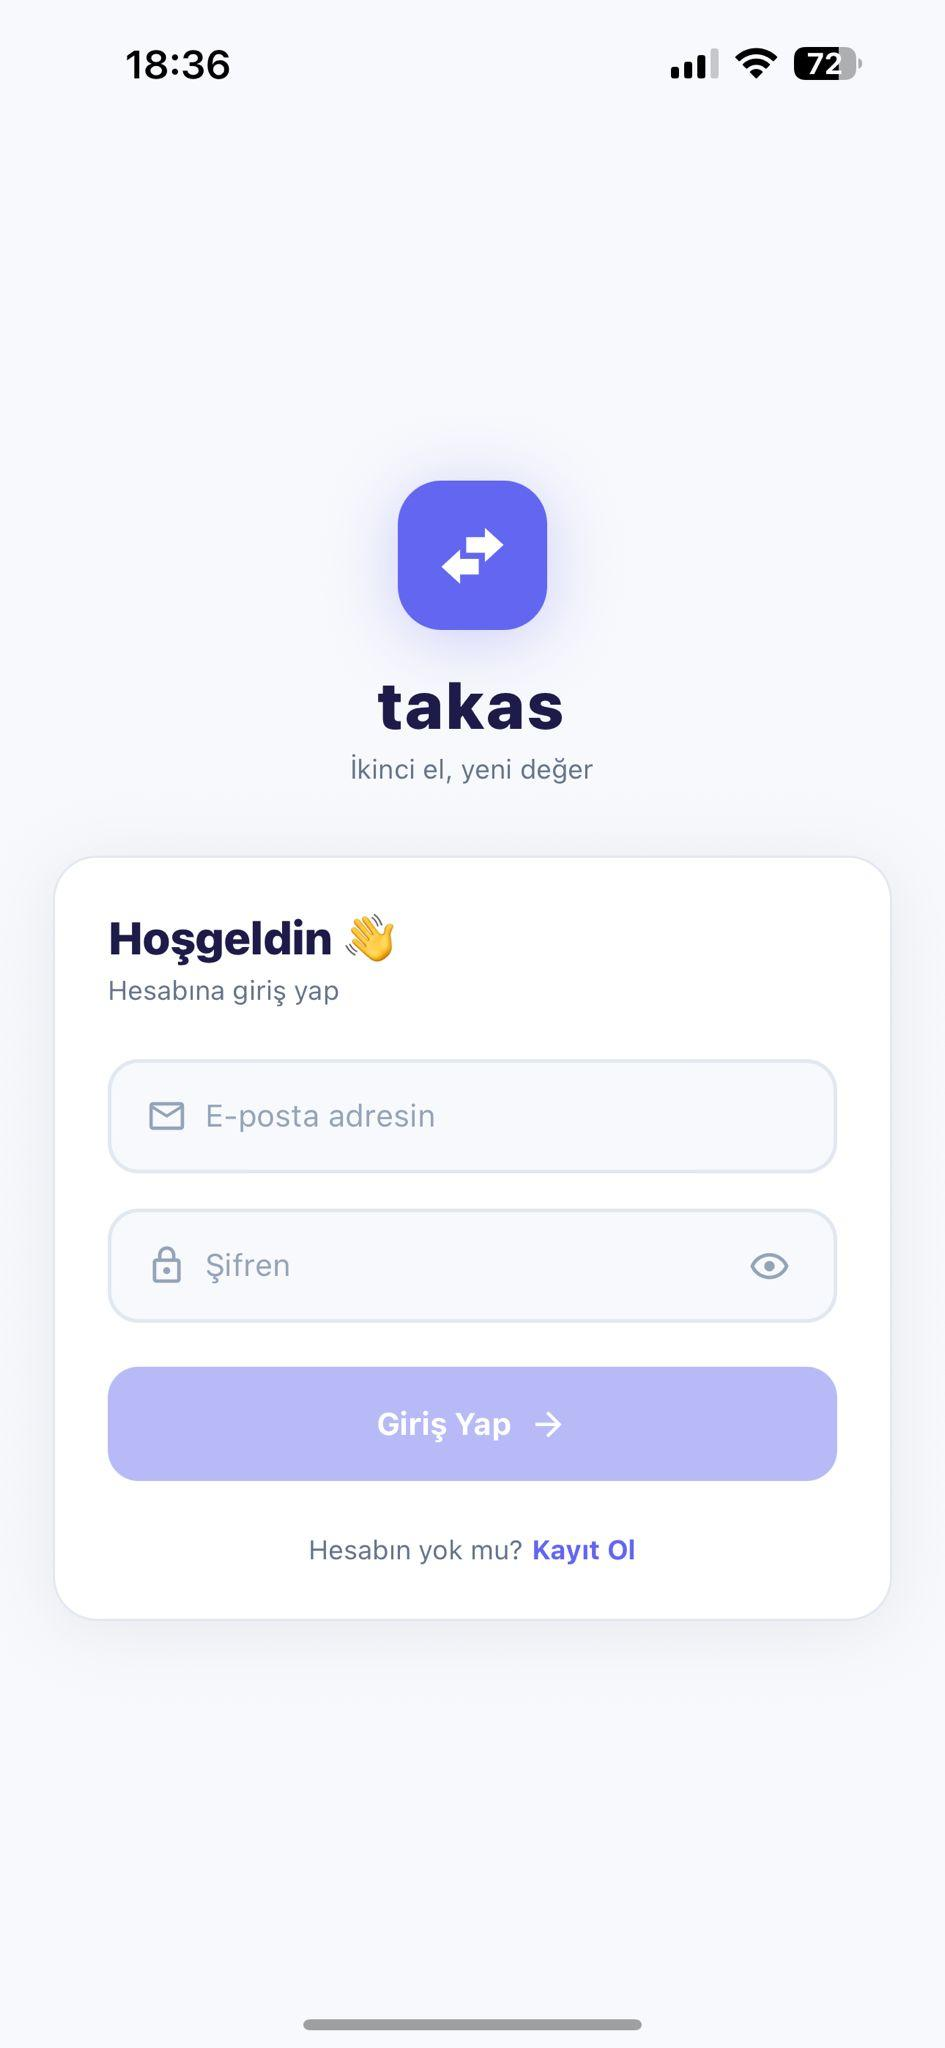 18:36
72
takas
İkinci el, yeni değer
Hoşgeldin 👋
Hesabına giriş yap
E-posta adresin
Şifren
Giriş Yap →
Hesabın yok mu? Kayıt Ol